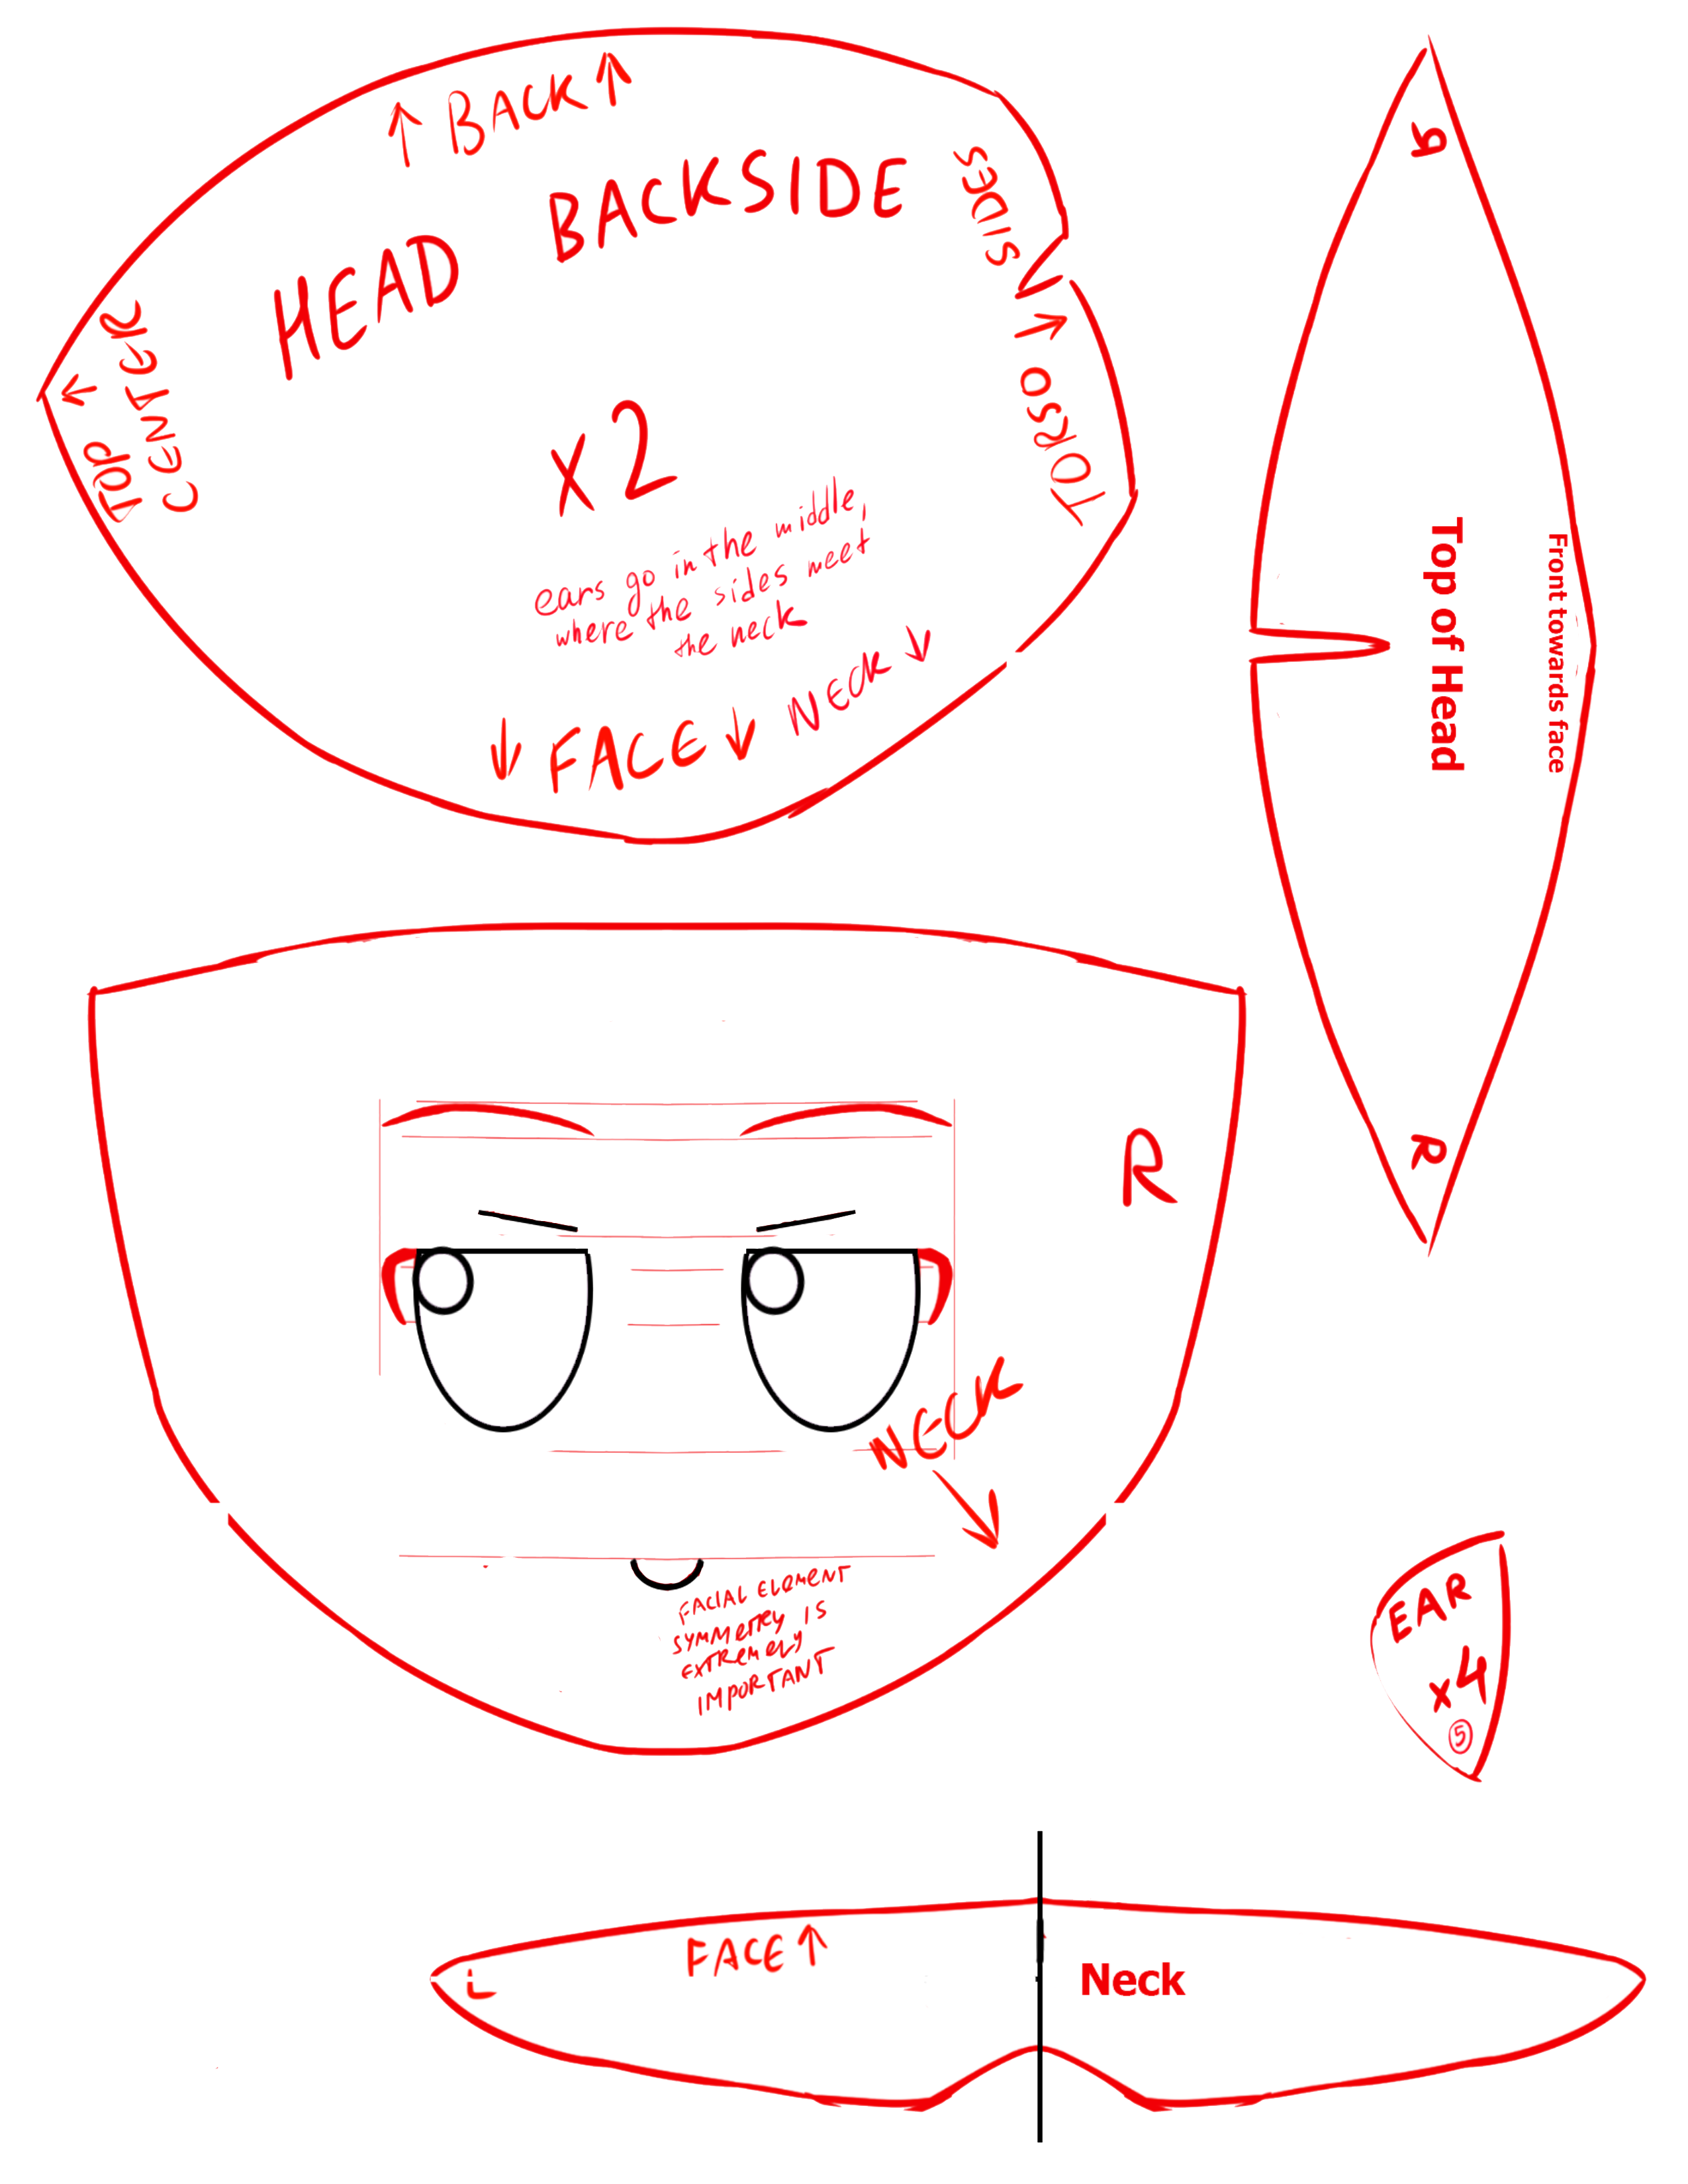 ↑ BACK ↑
HEAD BACKSIDE
SIDES
TORSO ↑
TOP ↑
CENTER
x2
ears go in the middle,
where the sides meet
the neck
↓ FACE ↓ NECK ↓
R
Top of Head
Front towards face
R
R
NECK
FACIAL ELEMENT
SYMMETRY IS
EXTREMELY
IMPORTANT
EAR
x4
⑤
FACE ↑
L
Neck